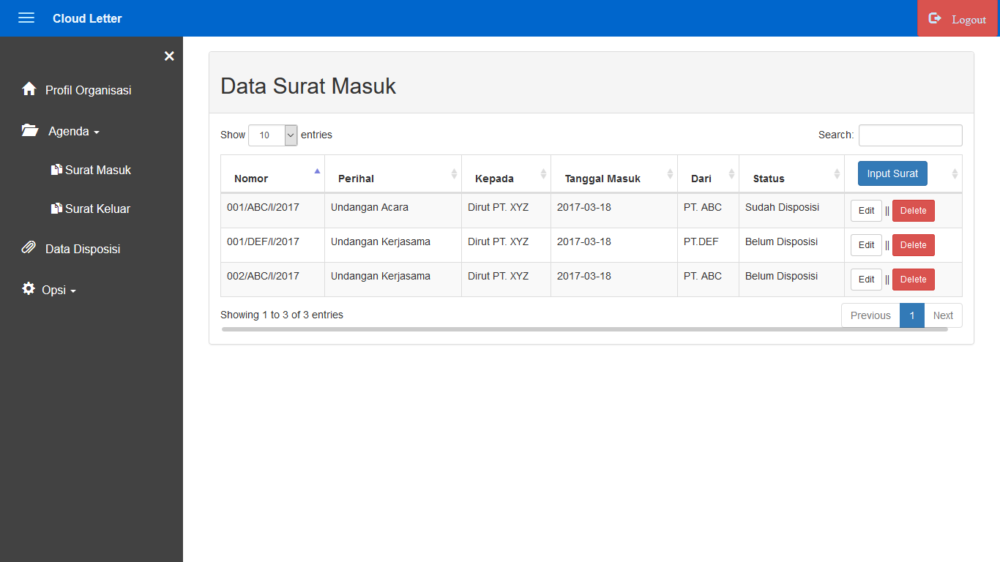 Cloud Letter
Logout
×
Profil Organisasi
Agenda
Surat Masuk
Surat Keluar
Data Disposisi
Opsi
Data Surat Masuk
Show 10 entries
Search:
Nomor Perihal Kepada Tanggal Masuk Dari Status Input Surat
001/ABC/I/2017 Undangan Acara Dirut PT. XYZ 2017-03-18 PT. ABC Sudah Disposisi Edit || Delete
001/DEF/I/2017 Undangan Kerjasama Dirut PT. XYZ 2017-03-18 PT.DEF Belum Disposisi Edit || Delete
002/ABC/I/2017 Undangan Kerjasama Dirut PT. XYZ 2017-03-18 PT. ABC Belum Disposisi Edit || Delete
Showing 1 to 3 of 3 entries
Previous 1 Next